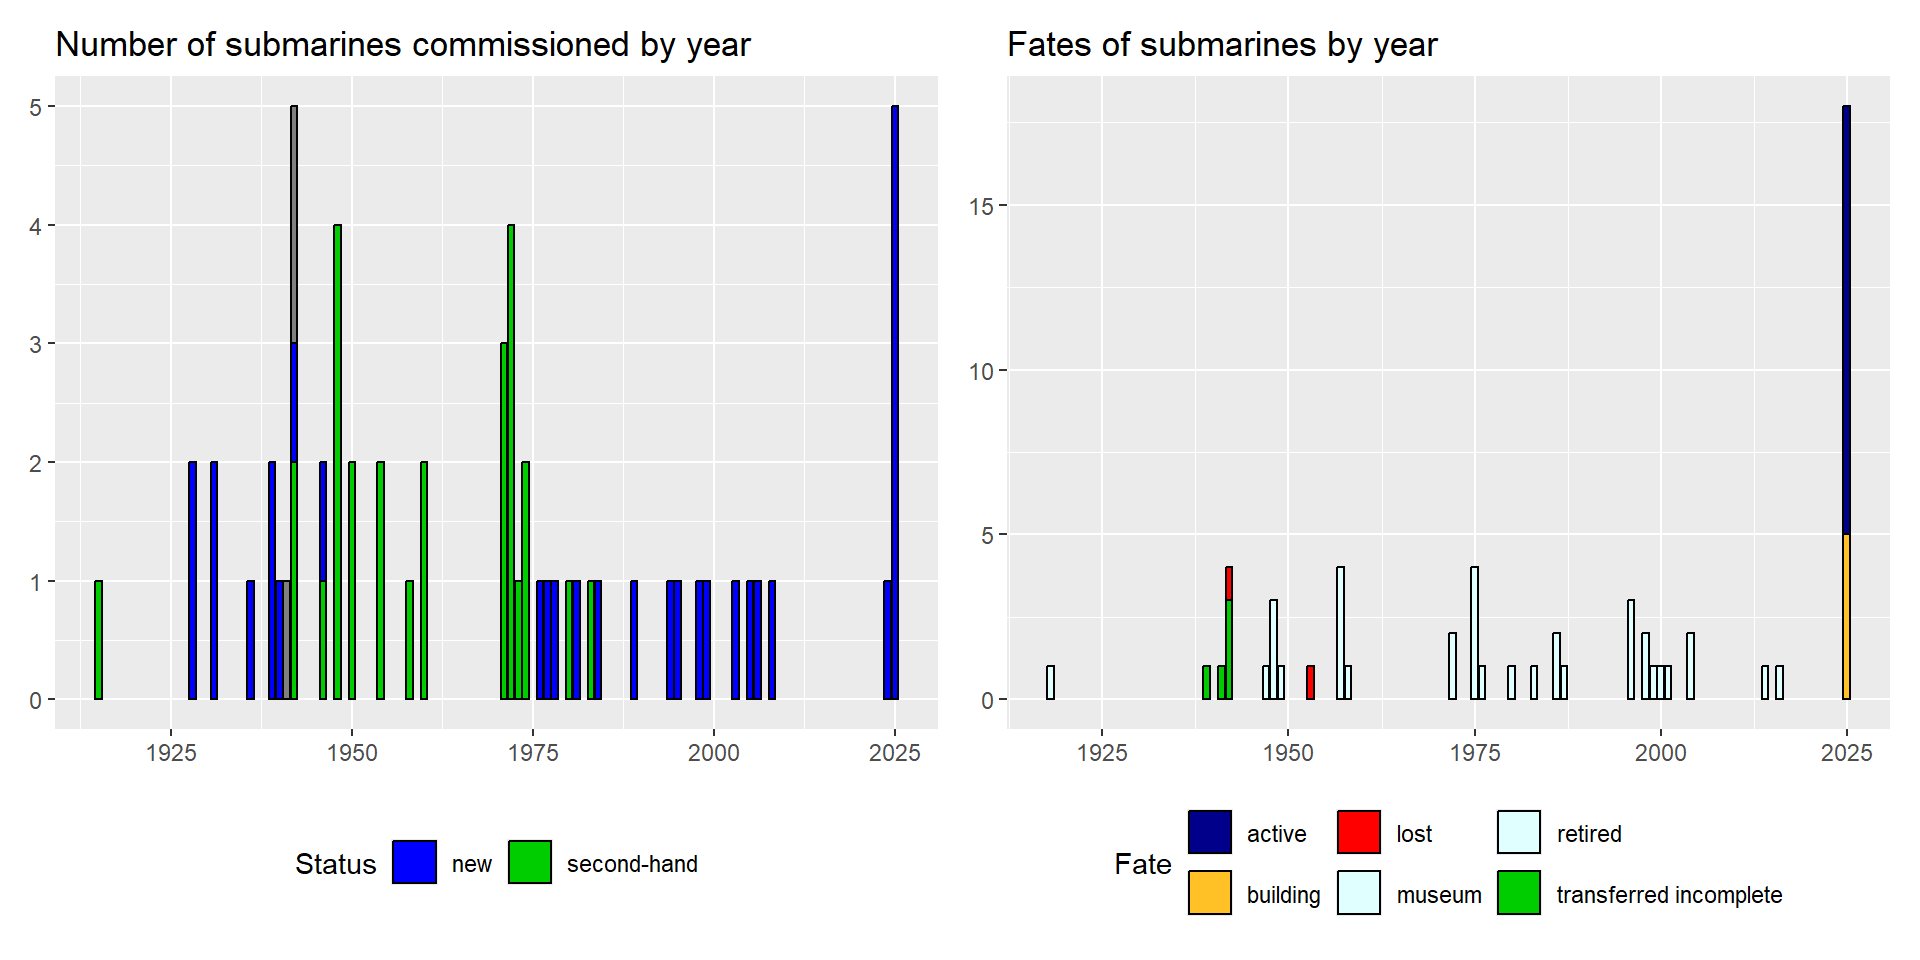 Number of submarines commissioned by year
5
4
3
2
1
0
1925 1950 1975 2000 2025
Status new second-hand
Fates of submarines by year
15
10
5
0
1925 1950 1975 2000 2025
Fate
active lost retired
building museum transferred incomplete